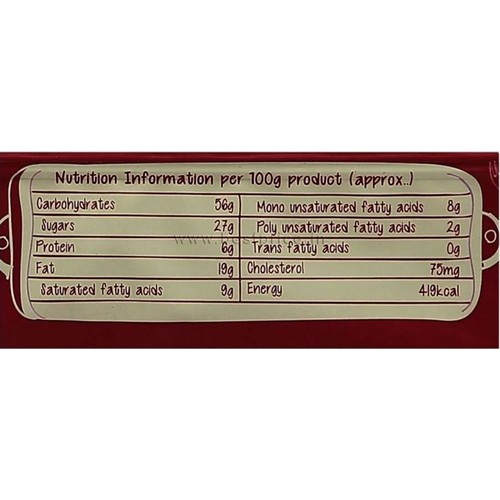 Nutrition Information per 100g product (approx..)
Carbohydrates 56g
Sugars 27g
Protein 6g
Fat 19g
Saturated fatty acids 9g
Mono unsaturated fatty acids 8g
Poly unsaturated fatty acids 2g
Trans fatty acids 0g
Cholesterol 75mg
Energy 419kcal